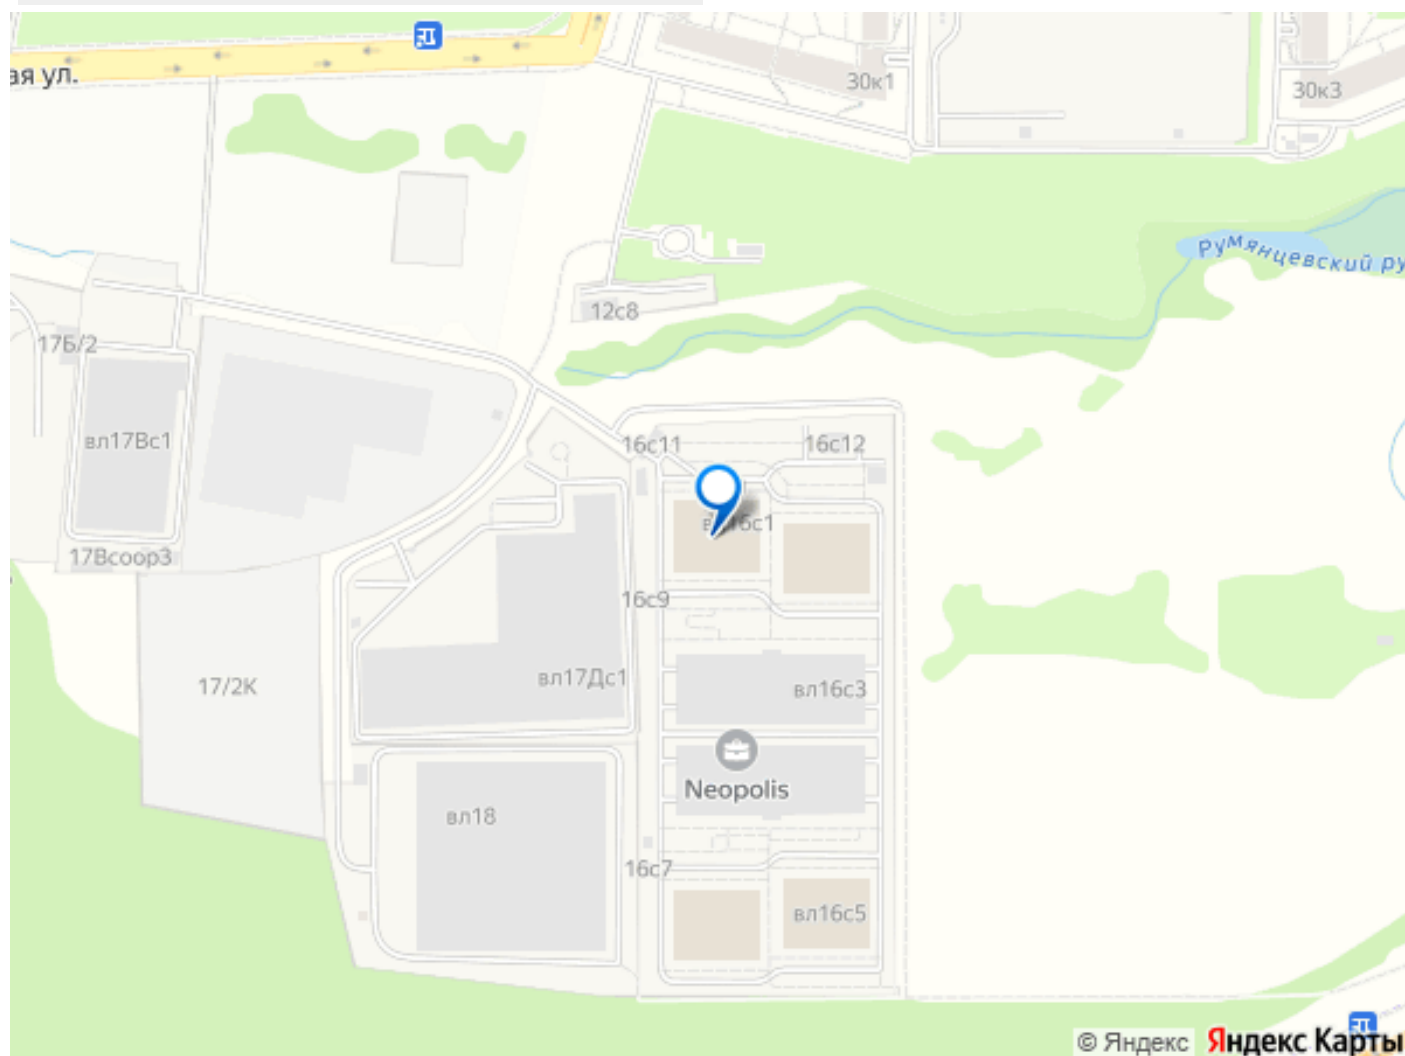 ая ул.
30к1
30к3
Румянцевский ру
12с8
17Б/2
вл17Вс1
16с11
16с12
вл16с1
17Всоор3
16с9
17/2К
вл17Дс1
вл16с3
Neopolis
вл18
16с7
вл16с5
© Яндекс Яндекс Карты